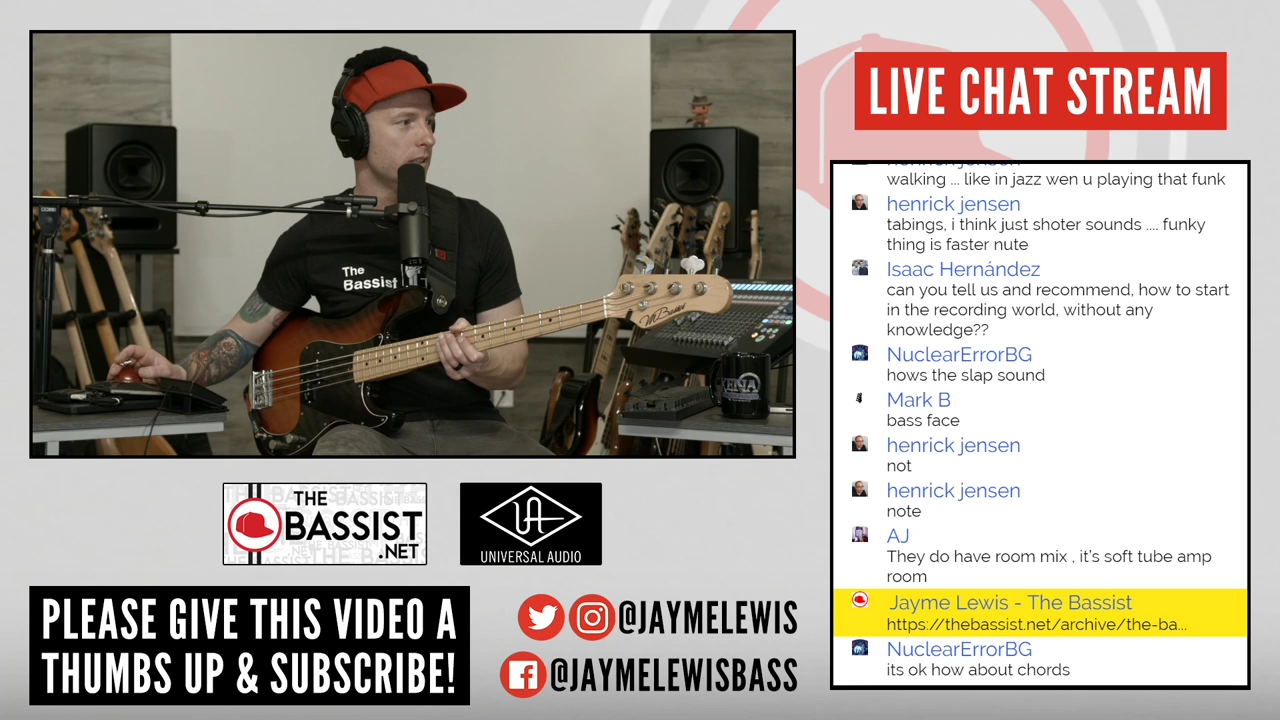 LIVE CHAT STREAM
henrick jensen
walking ... like in jazz wen u playing that funk
henrick jensen
tabings, i think just shoter sounds .... funky
thing is faster nute
Isaac Hernández
can you tell us and recommend, how to start
in the recording world, without any
knowledge??
NuclearErrorBG
hows the slap sound
Mark B
bass face
henrick jensen
not
henrick jensen
note
AJ
They do have room mix , it's soft tube amp
room
Jayme Lewis - The Bassist
https://thebassist.net/archive/the-ba...
NuclearErrorBG
its ok how about chords
The
Bassist
THE
BASSIST
.NET
UA
UNIVERSAL AUDIO
PLEASE GIVE THIS VIDEO A
THUMBS UP & SUBSCRIBE!
@JAYMELEWIS
@JAYMELEWISBASS